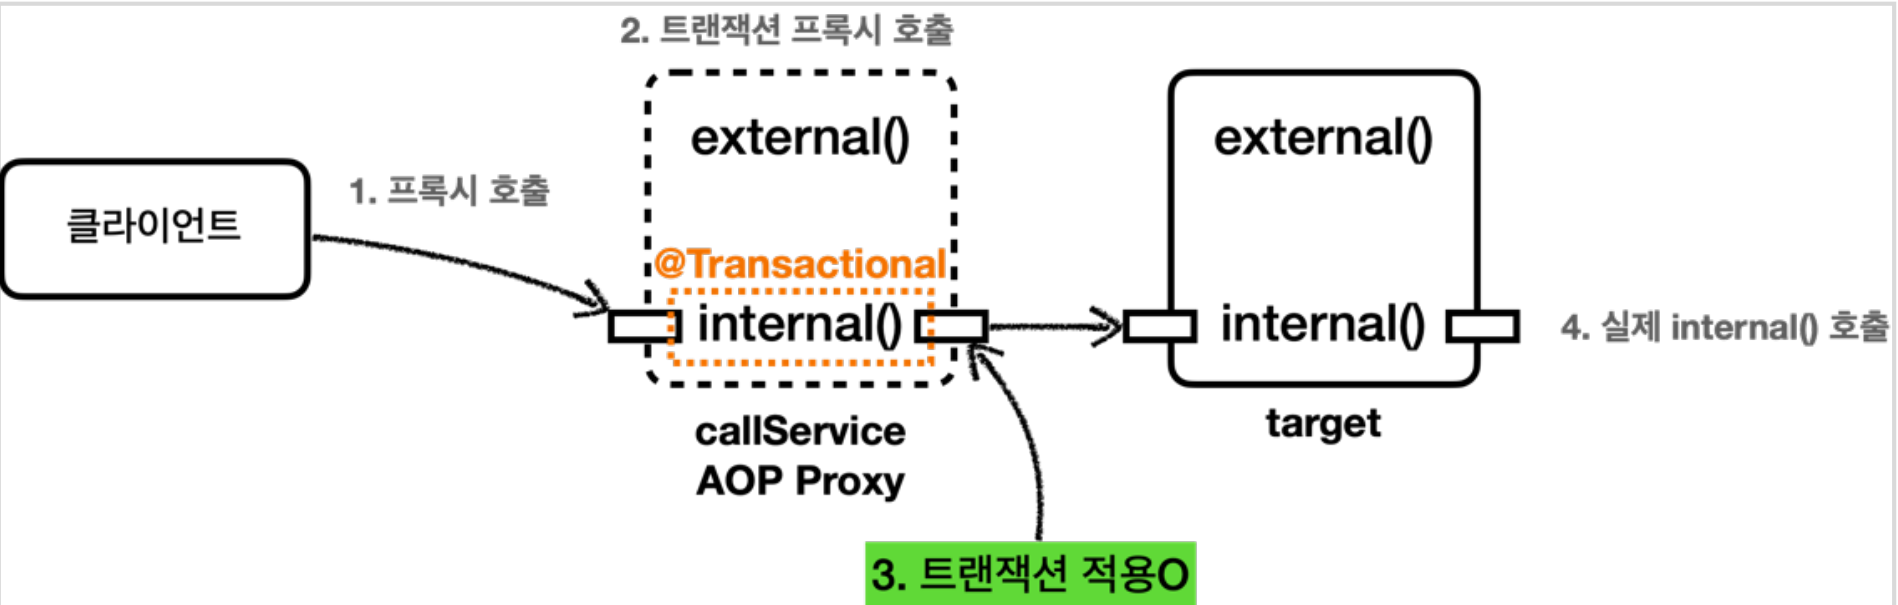 2. 트랜잭션 프록시 호출
external()
external()
1. 프록시 호출
클라이언트
@Transactional
internal()
internal()
4. 실제 internal() 호출
callService
AOP Proxy
target
3. 트랜잭션 적용O